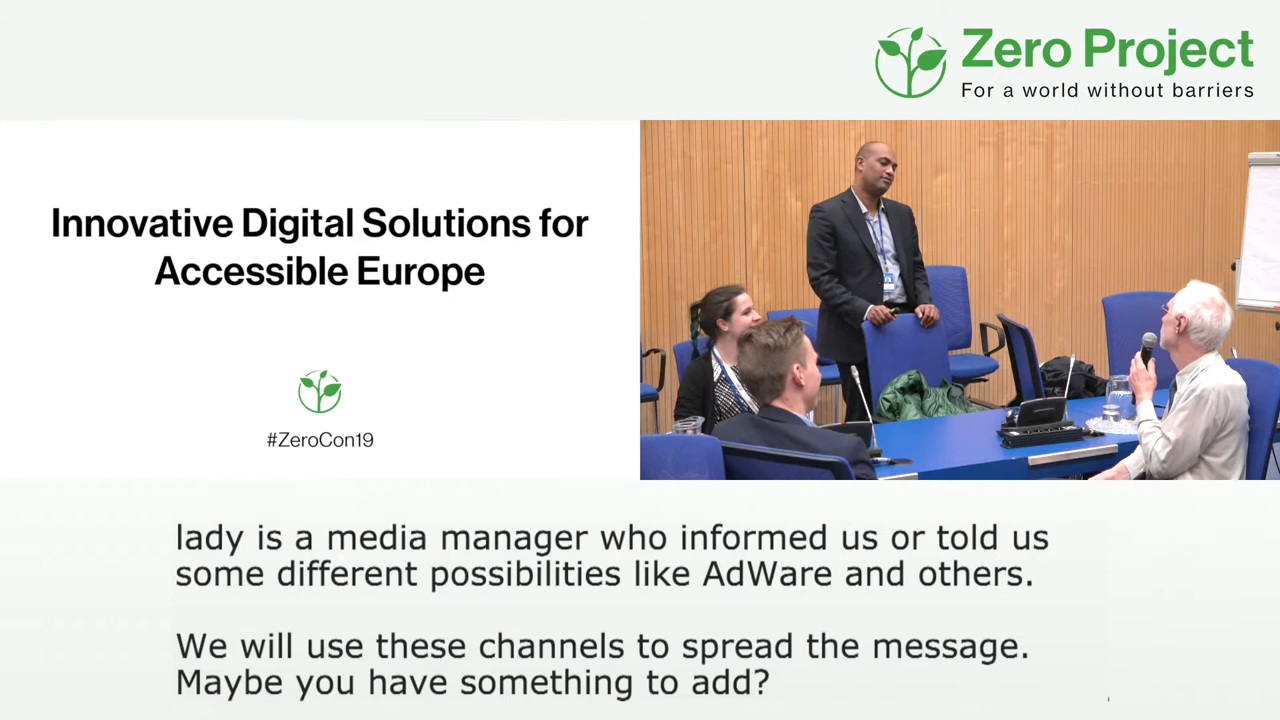 Zero Project
For a world without barriers
Innovative Digital Solutions for
Accessible Europe
#ZeroCon19
lady is a media manager who informed us or told us
some different possibilities like AdWare and others.
We will use these channels to spread the message.
Maybe you have something to add?